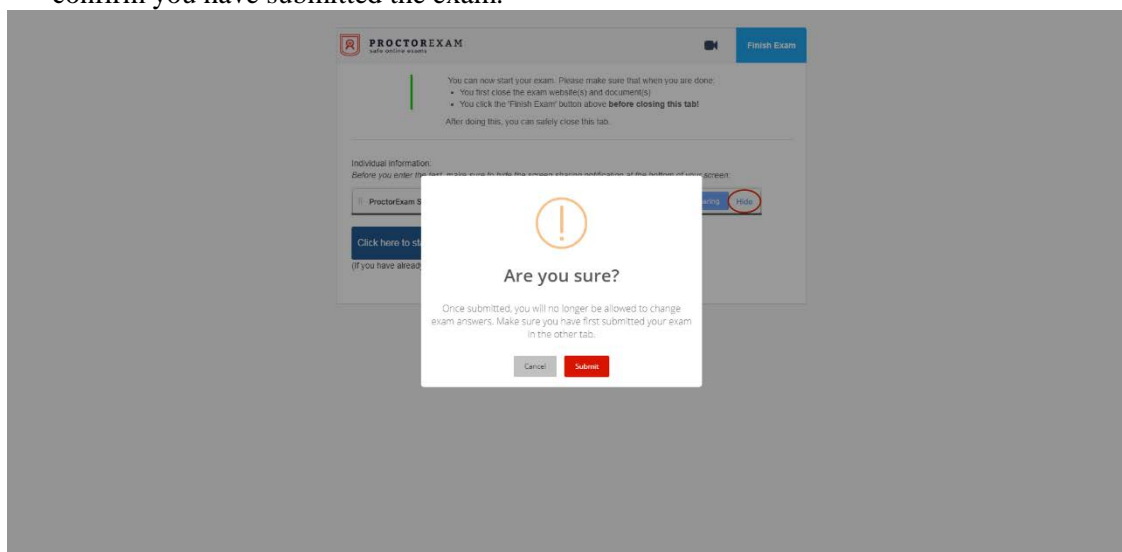 confirm you have submitted the exam.
PROCTOREXAM
safe online exams
Finish Exam
You can now start your exam. Please make sure that when you are done:
• You first close the exam website(s) and document(s)
• You click the 'Finish Exam' button above before closing this tab!
After doing this, you can safely close this tab.
Individual information:
Before you enter the test, make sure to hide the screen sharing notification at the bottom of your screen
ProctorExam S
aring
Hide
Click here to sta
(If you have alread
Are you sure?
Once submitted, you will no longer be allowed to change
exam answers. Make sure you have first submitted your exam
in the other tab.
Cancel
Submit